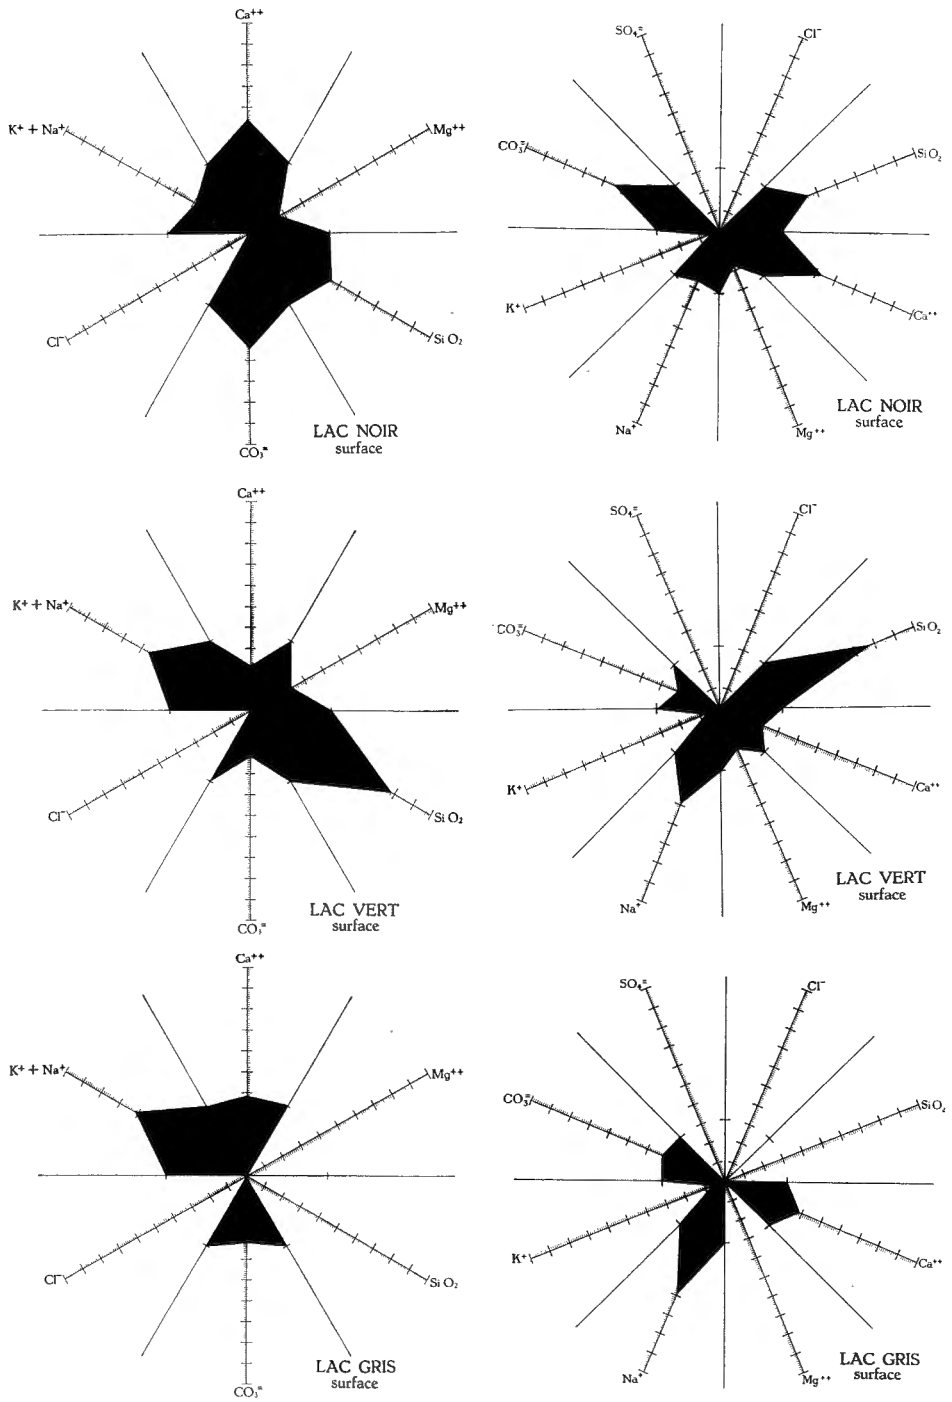 Ca++
K+ + Na+
Mg++
Cl-
Si O2
CO3=
LAC NOIR
surface
SO4=
Cl-
CO3=
Si O2
K+
Ca++
Na+
Mg++
LAC NOIR
surface
Ca++
K+ + Na+
Mg++
Cl-
Si O2
CO3=
LAC VERT
surface
SO4=
Cl-
CO3=
Si O2
K+
Ca++
Na+
Mg++
LAC VERT
surface
Ca++
K+ + Na+
Mg++
Cl-
Si O2
CO3=
LAC GRIS
surface
SO4=
Cl-
CO3=
Si O2
K+
Ca++
Na+
Mg++
LAC GRIS
surface